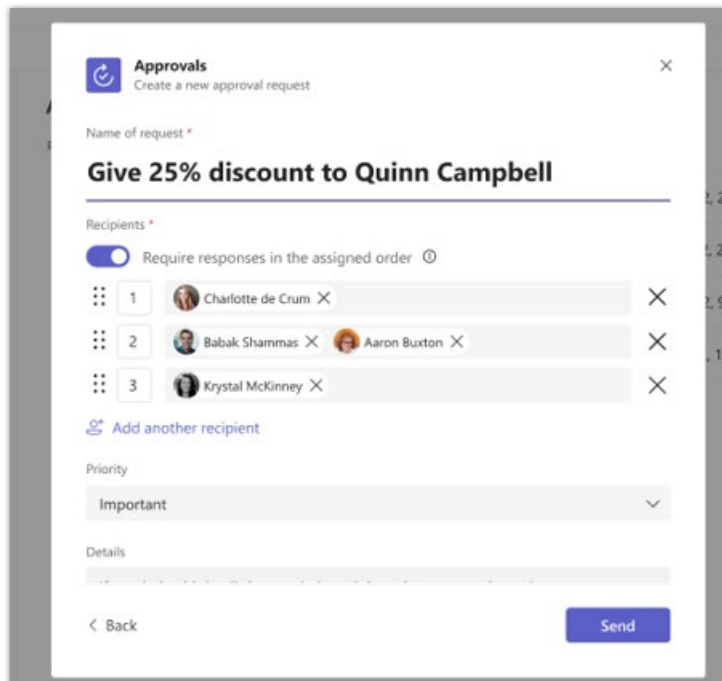 Approvals
Create a new approval request
Name of request *
Give 25% discount to Quinn Campbell
Recipients *
Require responses in the assigned order
1 Charlotte de Crum
2 Babak Shammas Aaron Buxton
3 Krystal McKinney
Add another recipient
Priority
Important
Details
Back Send